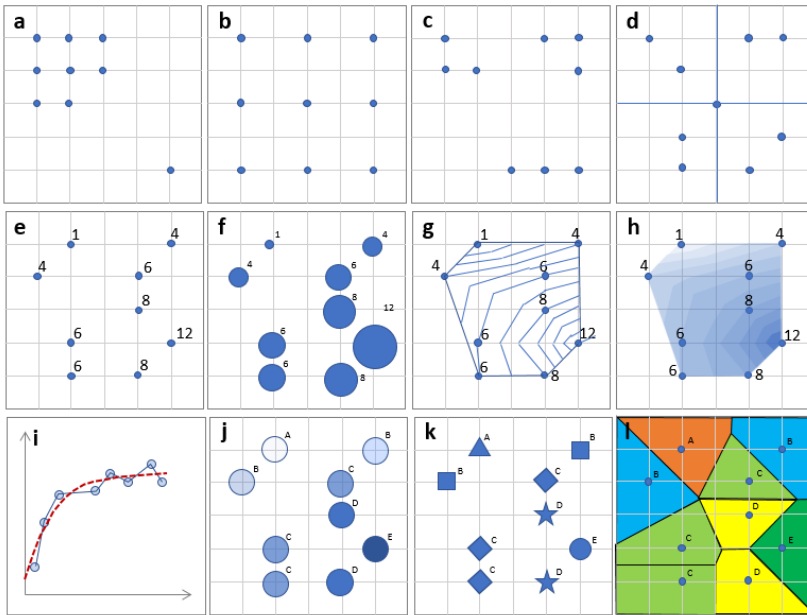 a b c d
e 1 4 4 6 8 6 12 6 8
f 1 4 4 6 8 12 6 6 8
g 1 4 4 6 8 6 12 6 8
h 1 4 4 6 8 6 12 6 8
i
j A B B C D C E C D
k A B B C D C E C D
l A B B C D C E C D